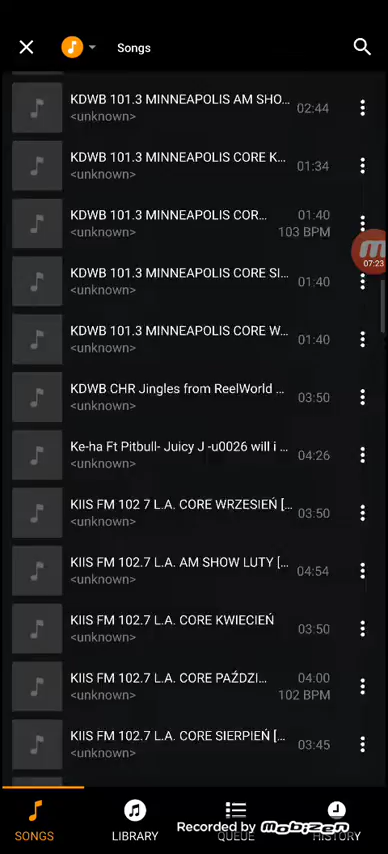 Songs
KDWB 101.3 MINNEAPOLIS AM SHO...
<unknown>
02:44
KDWB 101.3 MINNEAPOLIS CORE K...
<unknown>
01:34
KDWB 101.3 MINNEAPOLIS COR...
<unknown>
01:40
103 BPM
07:23
KDWB 101.3 MINNEAPOLIS CORE SI...
<unknown>
01:40
KDWB 101.3 MINNEAPOLIS CORE W...
<unknown>
01:40
KDWB CHR Jingles from ReelWorld ...
<unknown>
03:50
Ke-ha Ft Pitbull- Juicy J -u0026 will i ...
<unknown>
04:26
KIIS FM 102 7 L.A. CORE WRZESIEŃ [...
<unknown>
03:50
KIIS FM 102.7 L.A. AM SHOW LUTY [...
<unknown>
04:54
KIIS FM 102.7 L.A. CORE KWIECIEŃ
<unknown>
03:50
KIIS FM 102.7 L.A. CORE PAŹDZI...
<unknown>
04:00
102 BPM
KIIS FM 102.7 L.A. CORE SIERPIEŃ [...
<unknown>
03:45
SONGS
LIBRARY
QUEUE
HISTORY
Recorded by Mobizen